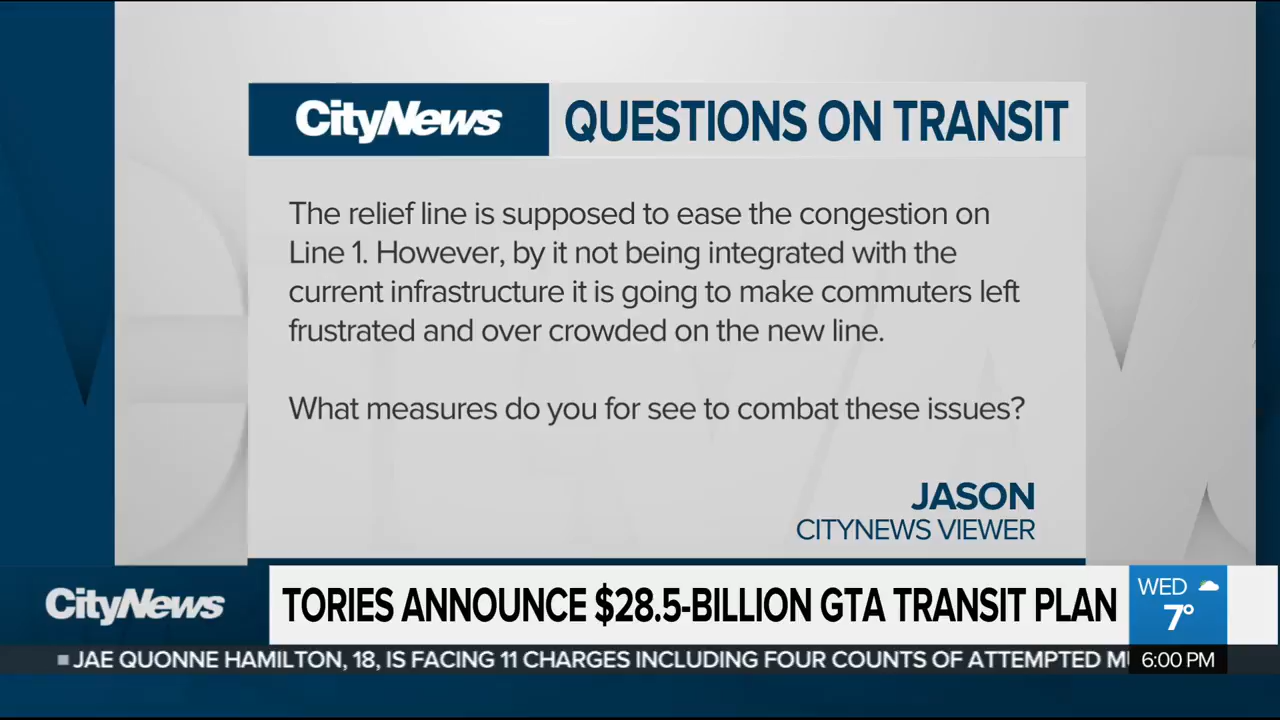 CityNews QUESTIONS ON TRANSIT
The relief line is supposed to ease the congestion on
Line 1. However, by it not being integrated with the
current infrastructure it is going to make commuters left
frustrated and over crowded on the new line.
What measures do you for see to combat these issues?
JASON
CITYNEWS VIEWER
CityNews TORIES ANNOUNCE $28.5-BILLION GTA TRANSIT PLAN WED 7°
JAE QUONNE HAMILTON, 18, IS FACING 11 CHARGES INCLUDING FOUR COUNTS OF ATTEMPTED 6:00 PM